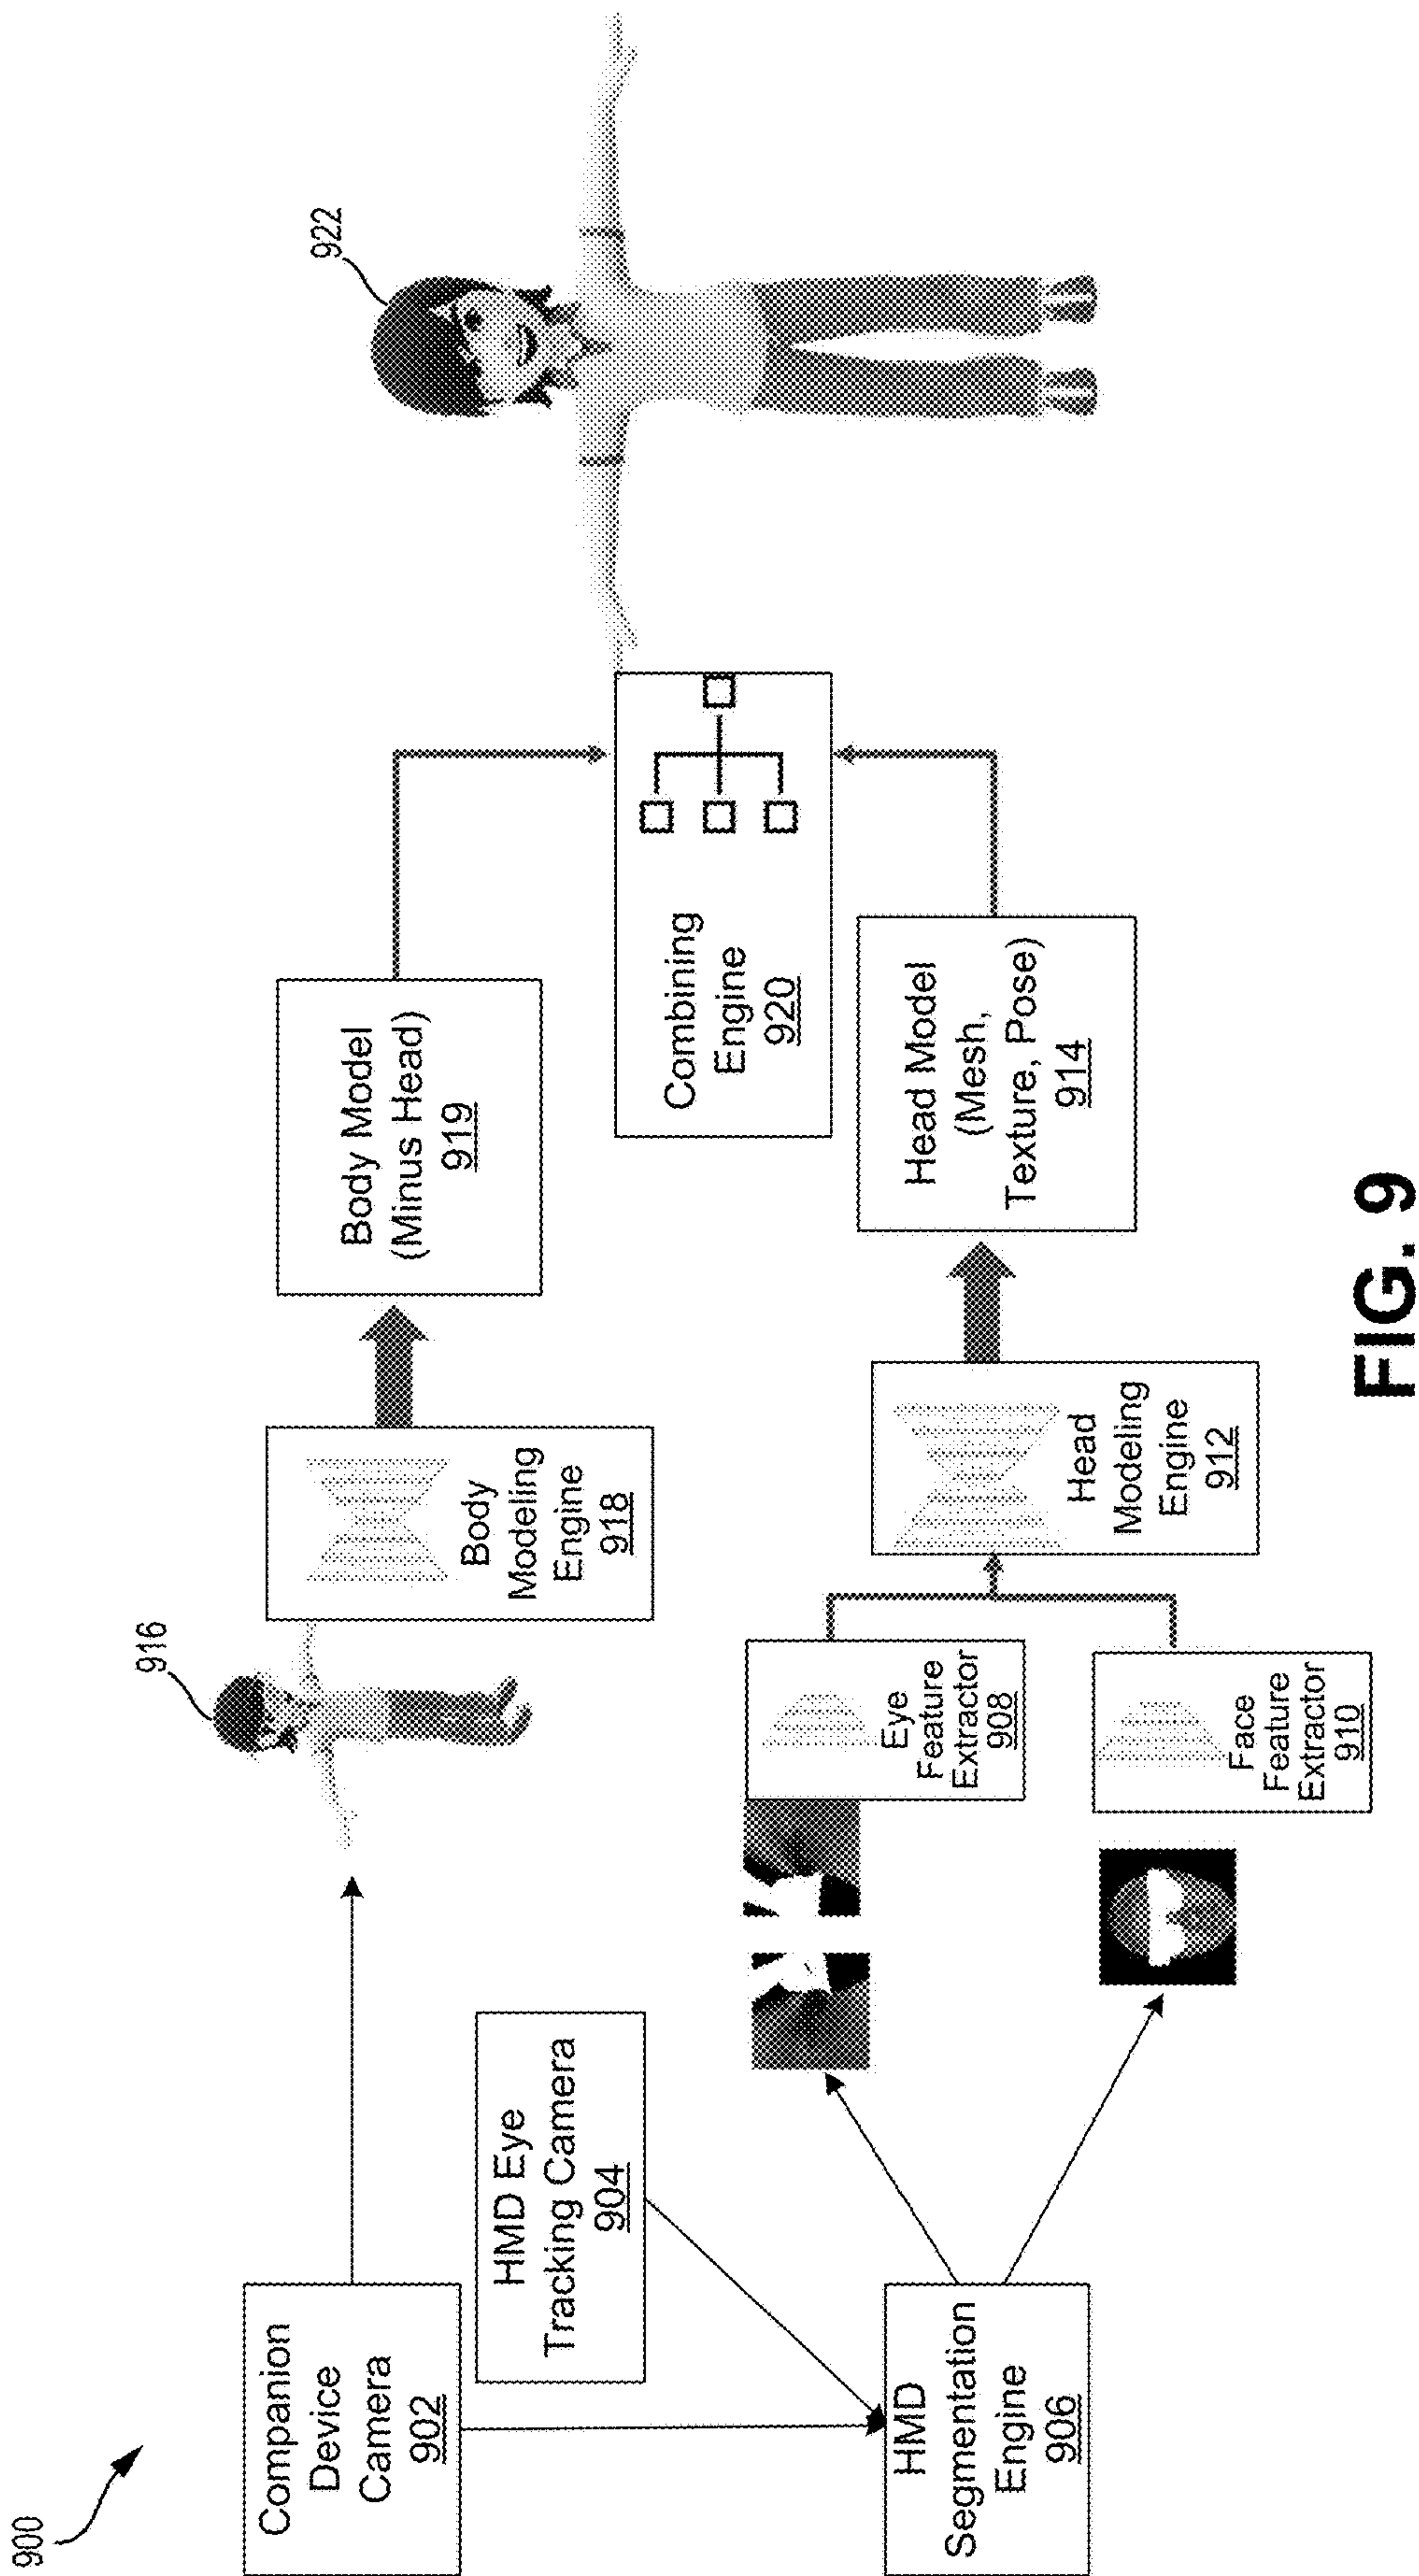 900
Companion
Device
Camera
902
HMD Eye
Tracking Camera
904
HMD
Segmentation
Engine
906
916
Eye
Feature
Extractor
908
Face
Feature
Extractor
910
Body
Modeling
Engine
918
Head
Modeling
Engine
912
Body Model
(Minus Head)
919
Head Model
(Mesh,
Texture, Pose)
914
Combining
Engine
920
922
FIG. 9